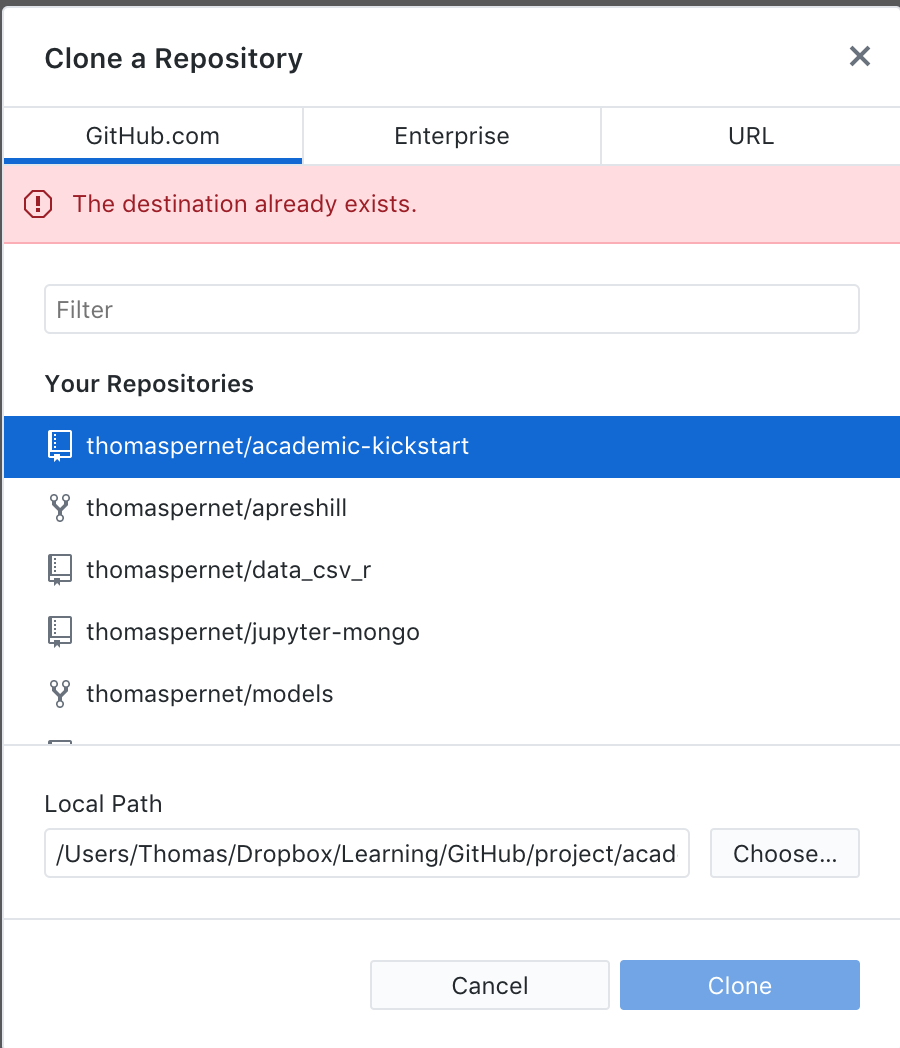 Clone a Repository
GitHub.com
Enterprise
URL
The destination already exists.
Filter
Your Repositories
thomaspernet/academic-kickstart
thomaspernet/apreshill
thomaspernet/data_csv_r
thomaspernet/jupyter-mongo
thomaspernet/models
Local Path
/Users/Thomas/Dropbox/Learning/GitHub/project/acad
Choose...
Cancel
Clone